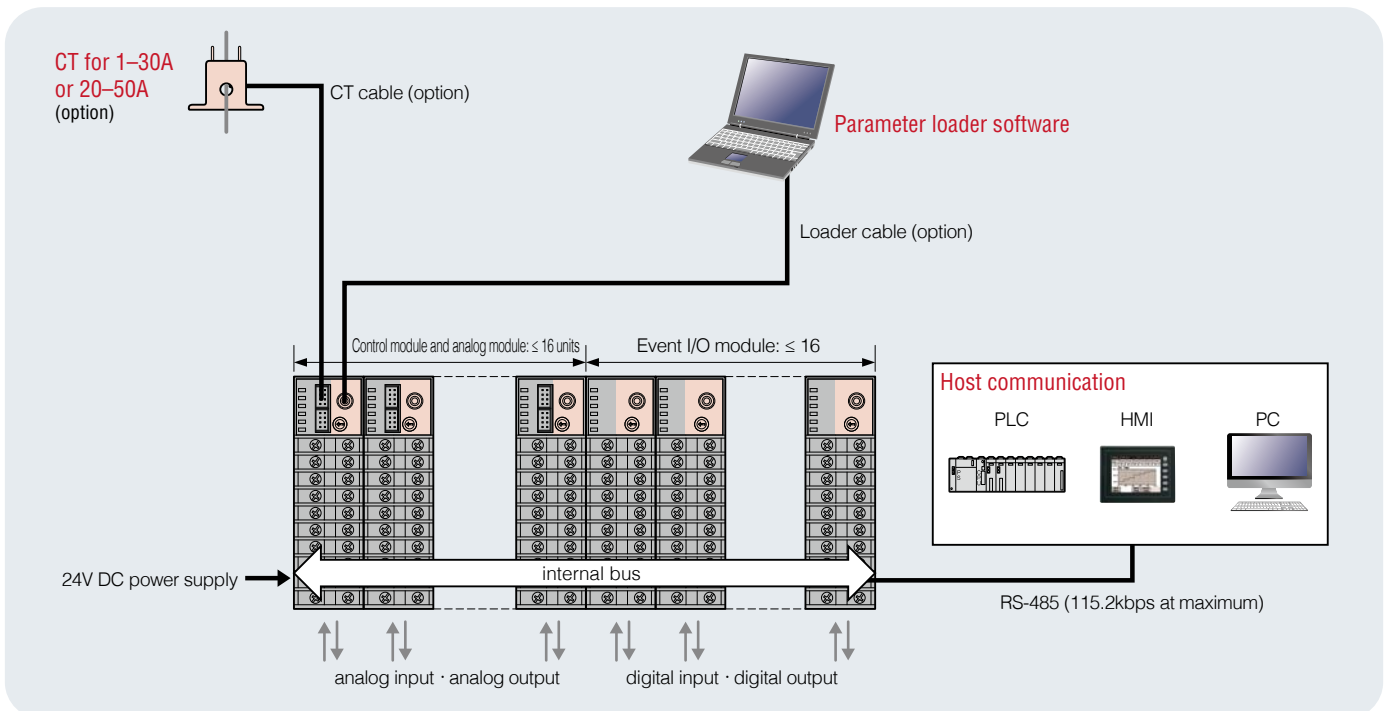 CT for 1–30A
or 20–50A
(option)
CT cable (option)
Parameter loader software
Loader cable (option)
Control module and analog module: ≤ 16 units
Event I/O module: ≤ 16
Host communication
PLC
HMI
PC
24V DC power supply
internal bus
RS-485 (115.2kbps at maximum)
analog input · analog output
digital input · digital output